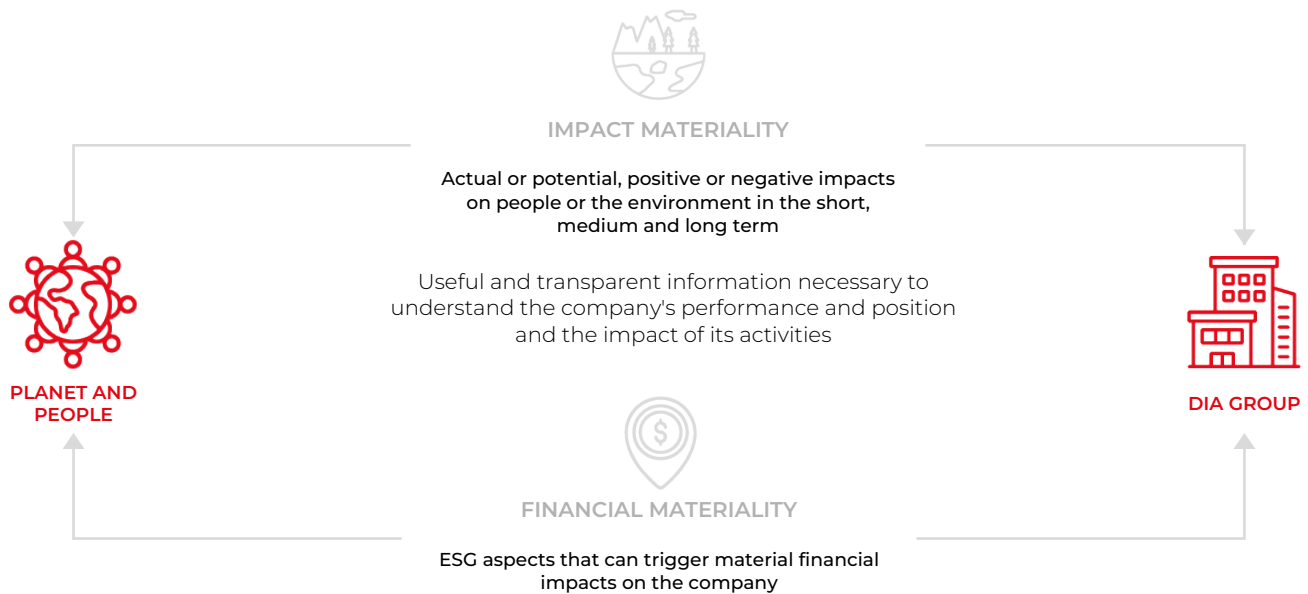 IMPACT MATERIALITY
Actual or potential, positive or negative impacts
on people or the environment in the short,
medium and long term
Useful and transparent information necessary to
understand the company's performance and position
and the impact of its activities
PLANET AND
PEOPLE
DIA GROUP
$
FINANCIAL MATERIALITY
ESG aspects that can trigger material financial
impacts on the company